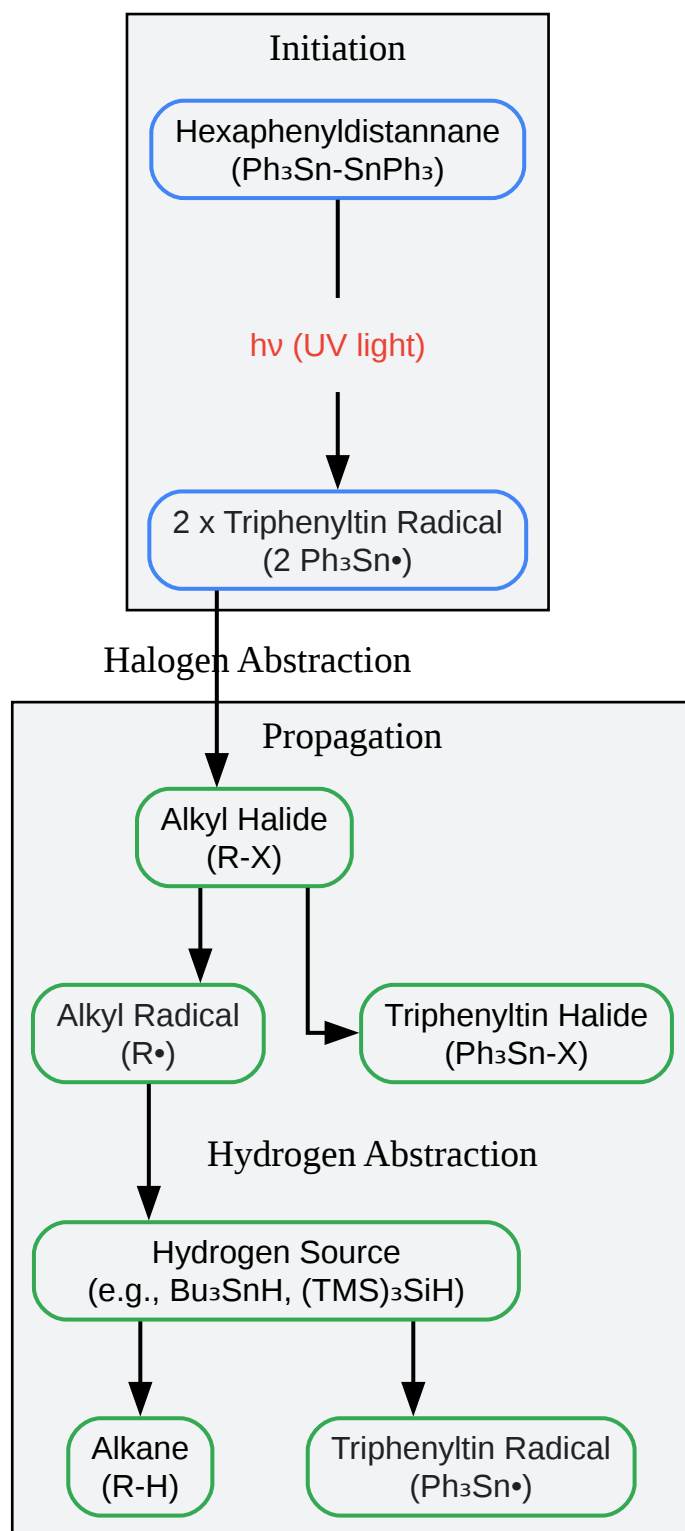 Initiation
Hexaphenyldistannane
(Ph₃Sn-SnPh₃)
hν (UV light)
2 x Triphenyltin Radical
(2 Ph₃Sn•)
Halogen Abstraction
Propagation
Alkyl Halide
(R-X)
Alkyl Radical
(R•)
Triphenyltin Halide
(Ph₃Sn-X)
Hydrogen Abstraction
Hydrogen Source
(e.g., Bu₃SnH, (TMS)₃SiH)
Alkane
(R-H)
Triphenyltin Radical
(Ph₃Sn•)